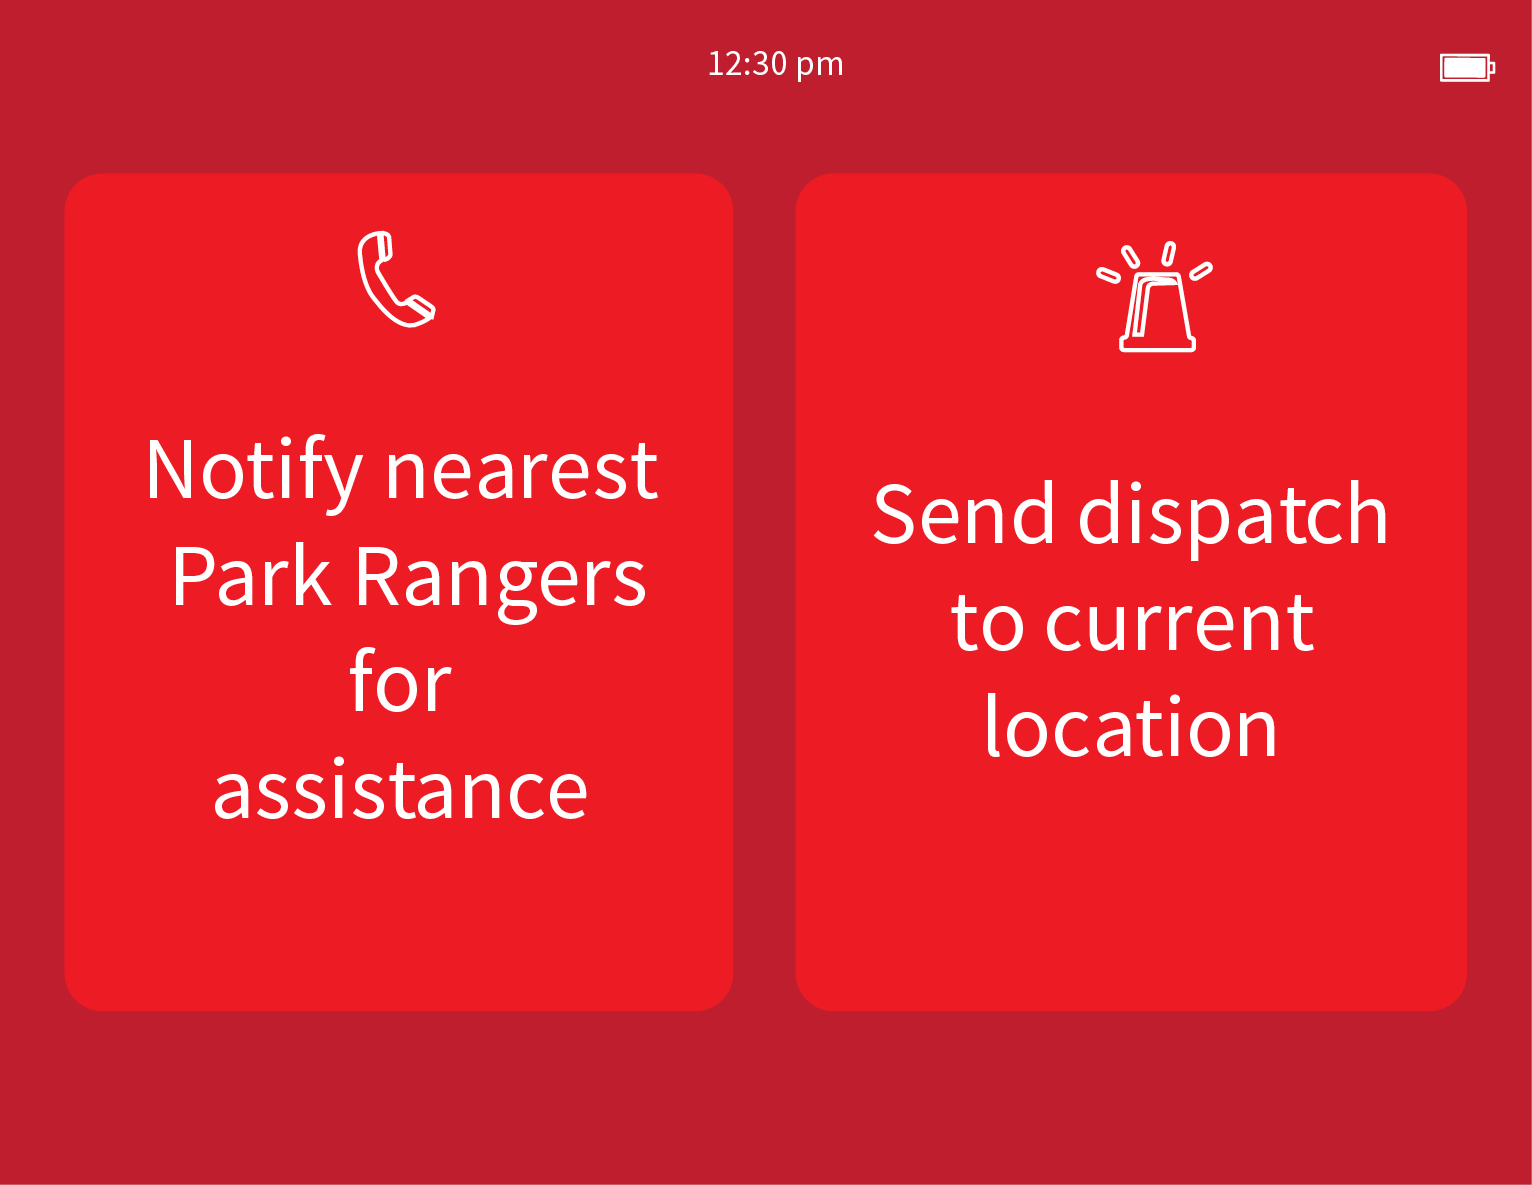 12:30 pm
Notify nearest
Park Rangers
for
assistance
Send dispatch
to current
location